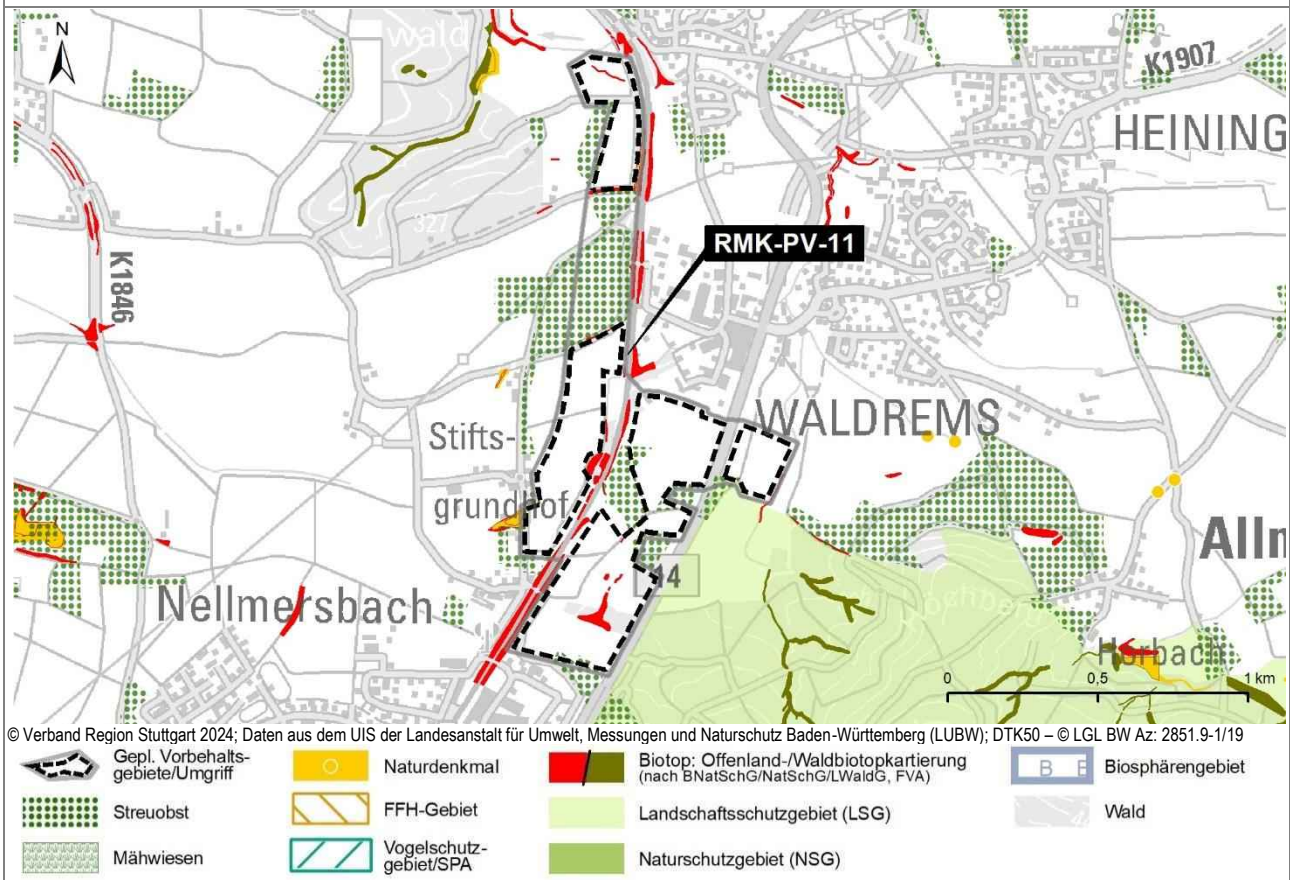 N
wald
K1907
HEINING
327
RMK-PV-11
K1846
WALDREMS
Stifts-
grundhof
Alln
14
Nellmersbach
Horbach
0 0,5 1 km
© Verband Region Stuttgart 2024; Daten aus dem UIS der Landesanstalt für Umwelt, Messungen und Naturschutz Baden-Württemberg (LUBW); DTK50 – © LGL BW Az: 2851.9-1/19
Gepl. Vorbehalts-
gebiete/Umgriff
Naturdenkmal
Biotop: Offenland-/Waldbiotopkartierung
(nach BNatSchG/NatSchG/LWaldG, FVA)
B E
Biosphärengebiet
Streuobst
FFH-Gebiet
Landschaftsschutzgebiet (LSG)
Wald
Mähwiesen
Vogelschutz-
gebiet/SPA
Naturschutzgebiet (NSG)